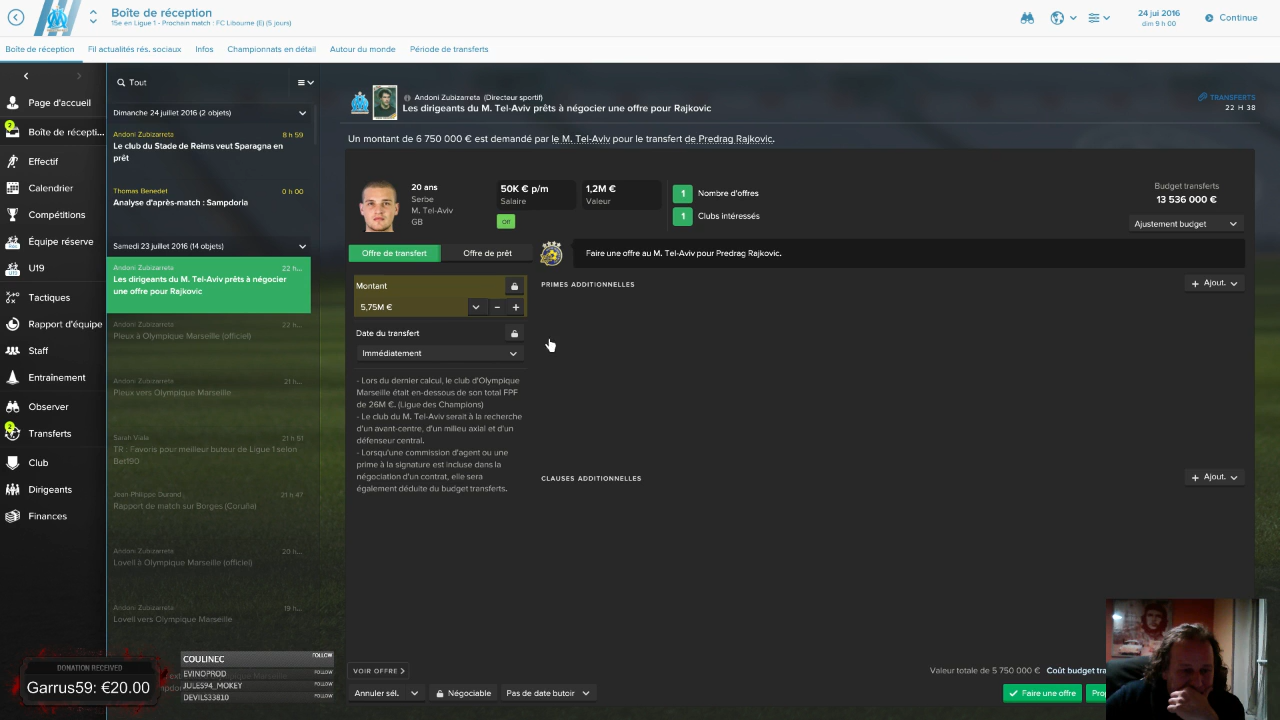 Boîte de réception
15e en Ligue 1 - Prochain match : FC Libourne (E) (5 jours)
24 jui 2016
dim 9 h 00
Continue
Boîte de réception
Fil actualités rés. sociaux
Infos
Championnats en détail
Autour du monde
Période de transferts
Page d'accueil
2
Boîte de récepti...
Effectif
Calendrier
Compétitions
Équipe réserve
U19
Tactiques
Rapport d'équipe
Staff
Entraînement
Observer
2
Transferts
Club
Dirigeants
Finances
Tout
Dimanche 24 juillet 2016 (2 objets)
Andoni Zubizarreta 8 h 59
Le club du Stade de Reims veut Sparagna en
prêt
Thomas Benedet 0 h 00
Analyse d'après-match : Sampdoria
Samedi 23 juillet 2016 (14 objets)
Andoni Zubizarreta 22 h...
Les dirigeants du M. Tel-Aviv prêts à négocier
une offre pour Rajkovic
Andoni Zubizarreta 22 h...
Pieux à Olympique Marseille (officiel)
Andoni Zubizarreta 21 h...
Pieux vers Olympique Marseille
Sarah Viala 21 h 51
TR : Favoris pour meilleur buteur de Ligue 1 selon
Bet190
Jean-Philippe Durand 21 h 47
Rapport de match sur Borges (Coruña)
Andoni Zubizarreta 20 h...
Lovell à Olympique Marseille (officiel)
Andoni Zubizarreta 19 h...
Lovell vers Olympique Marseille
Andoni Zubizarreta (Directeur sportif)
Les dirigeants du M. Tel-Aviv prêts à négocier une offre pour Rajkovic
TRANSFERTS
22 H 38
Un montant de 6 750 000 € est demandé par le M. Tel-Aviv pour le transfert de Predrag Rajkovic.
20 ans
Serbe
M. Tel-Aviv
GB
50K € p/m
Salaire
Off
1,2M €
Valeur
1 Nombre d'offres
1 Clubs intéressés
Budget transferts
13 536 000 €
Ajustement budget
Offre de transfert
Offre de prêt
Faire une offre au M. Tel-Aviv pour Predrag Rajkovic.
Montant
5,75M €
Date du transfert
Immédiatement
- Lors du dernier calcul, le club d'Olympique
Marseille était en-dessous de son total FPF
de 26M €. (Ligue des Champions)
- Le club du M. Tel-Aviv serait à la recherche
d'un avant-centre, d'un milieu axial et d'un
défenseur central.
- Lorsqu'une commission d'agent ou une
prime à la signature est incluse dans la
négociation d'un contrat, elle sera
également déduite du budget transferts.
PRIMES ADDITIONNELLES
+ Ajout.
CLAUSES ADDITIONNELLES
+ Ajout.
VOIR OFFRE
Valeur totale de 5 750 000 € Coût budget tra
Annuler sél.
Négociable
Pas de date butoir
Faire une offre
Pro
DONATION RECEIVED
Garrus59: €20.00
COULINEC FOLLOW
EVINOPROD FOLLOW
JULES94_MOKEY FOLLOW
DEVILS33810 FOLLOW